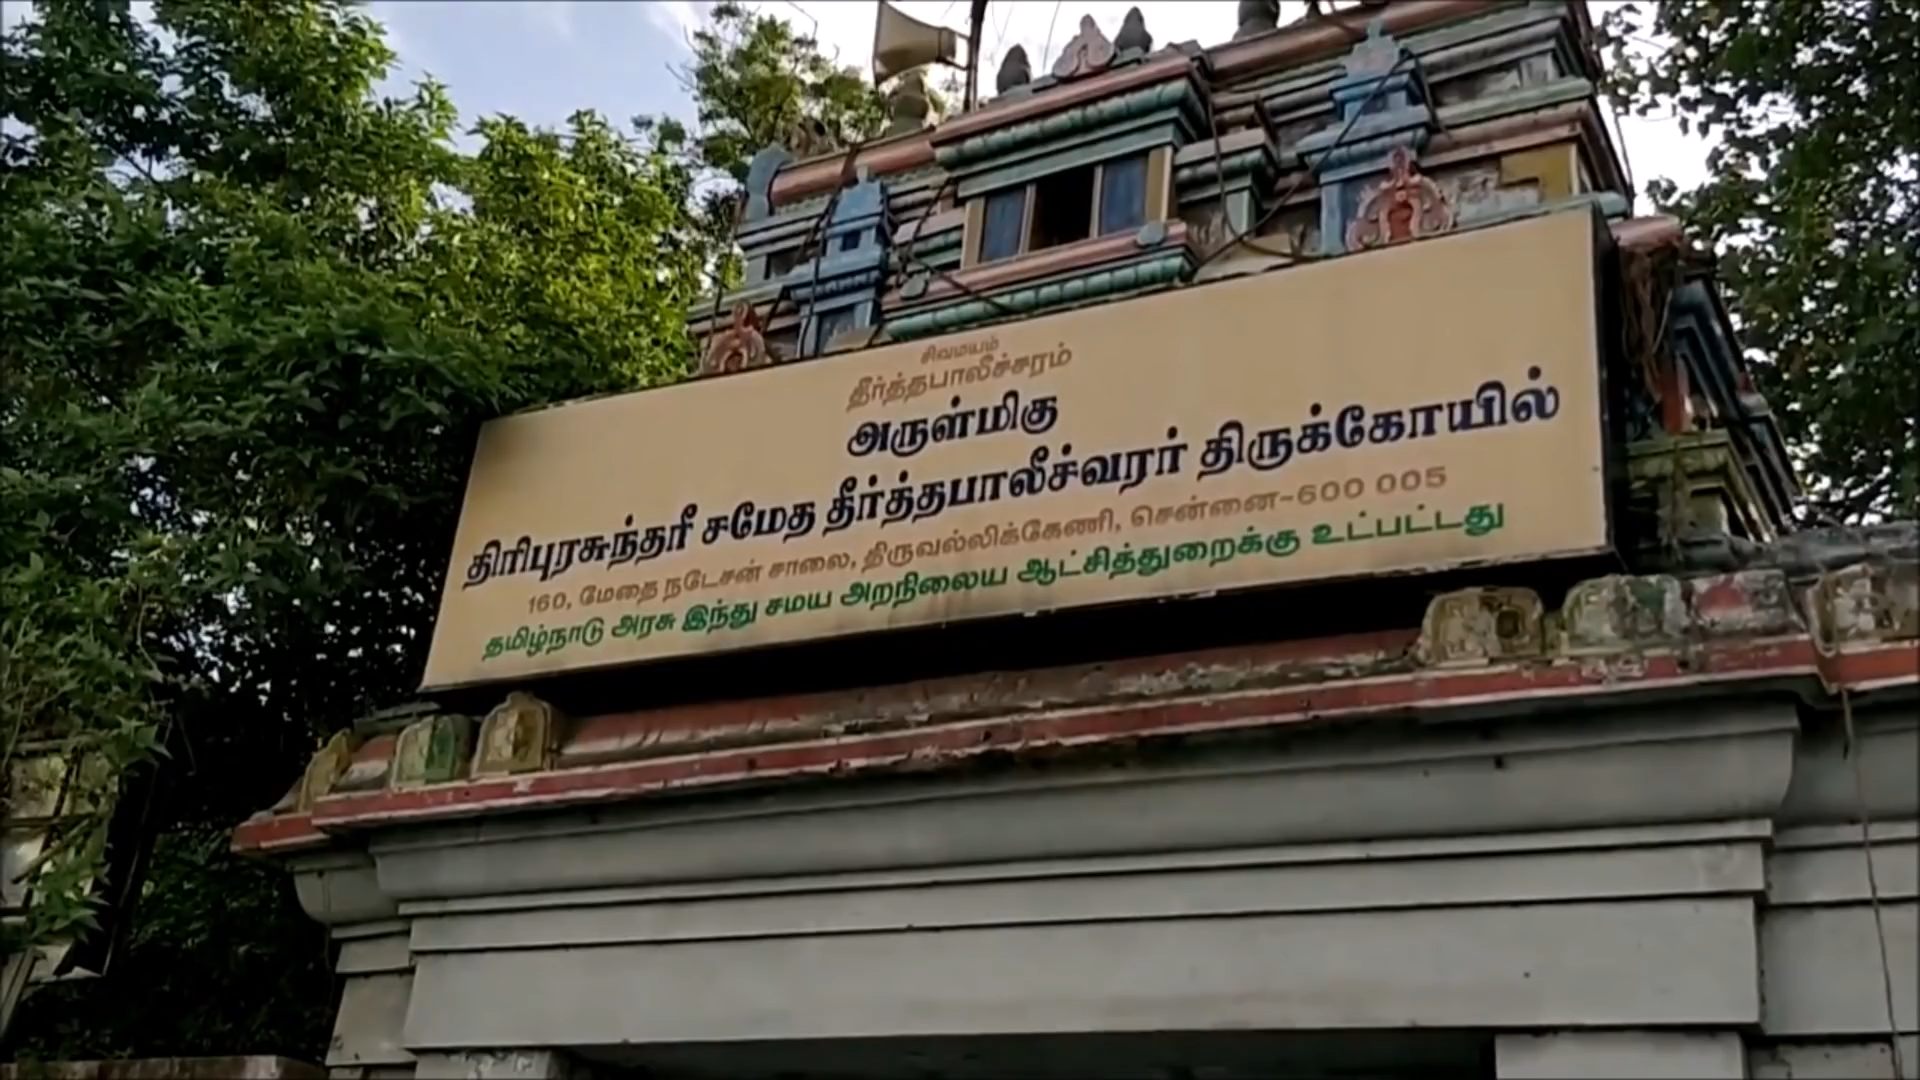 சிவமயம்
தீர்த்தபாலீச்சரம்
அருள்மிகு
திரிபுரசுந்தரீ சமேத தீர்த்தபாலீச்வரர் திருக்கோயில்
160, மேதை நடேசன் சாலை, திருவல்லிக்கேணி, சென்னை-600 005
தமிழ்நாடு அரசு இந்து சமய அறநிலைய ஆட்சித்துறைக்கு உட்பட்டது